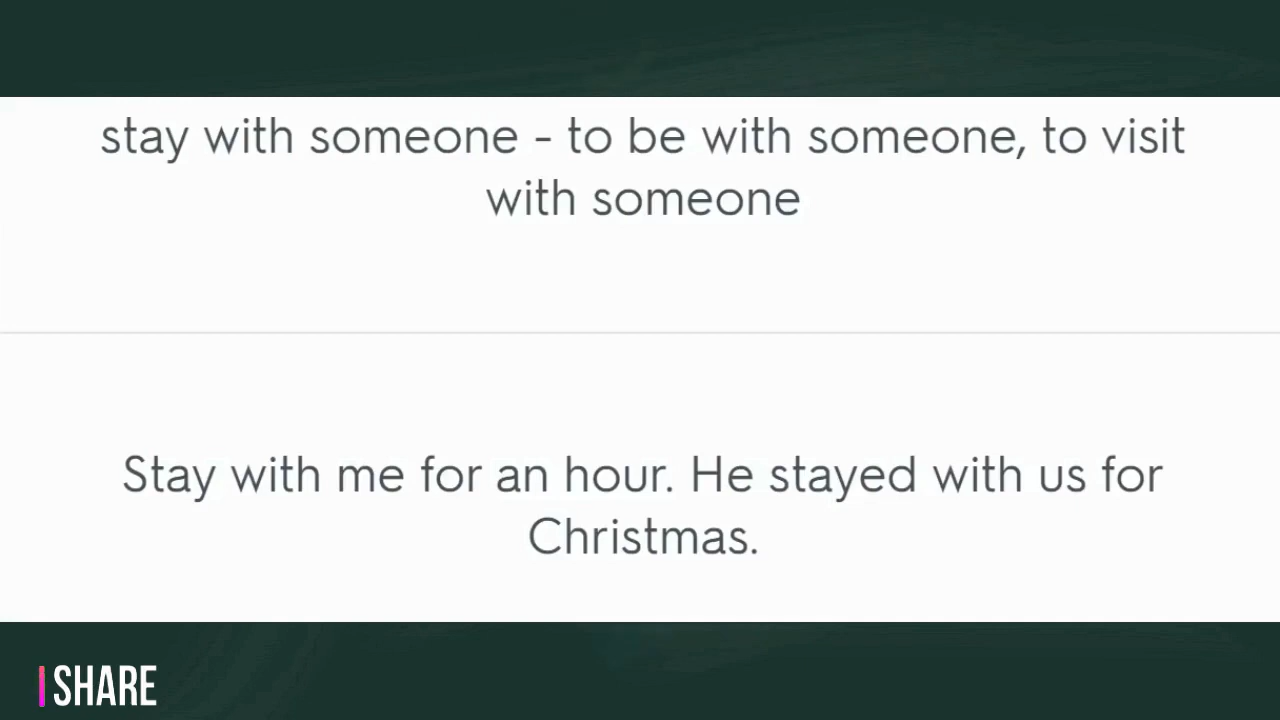 stay with someone - to be with someone, to visit
with someone
Stay with me for an hour. He stayed with us for
Christmas.
SHARE